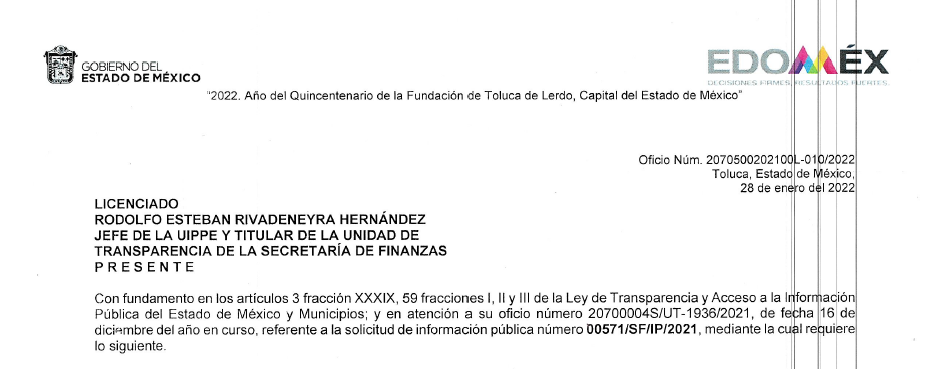 GOBIERNO DEL
ESTADO DE MÉXICO
EDOMÉX
DECISIONES FIRMES, RESULTADOS FUERTES.
"2022. Año del Quincentenario de la Fundación de Toluca de Lerdo, Capital del Estado de México"
Oficio Núm. 2070500202100L-010/2022
Toluca, Estado de México,
28 de enero del 2022
LICENCIADO
RODOLFO ESTEBAN RIVADENEYRA HERNÁNDEZ
JEFE DE LA UIPPE Y TITULAR DE LA UNIDAD DE
TRANSPARENCIA DE LA SECRETARÍA DE FINANZAS
P R E S E N T E
Con fundamento en los artículos 3 fracción XXXIX, 59 fracciones I, II y III de la Ley de Transparencia y Acceso a la Información
Pública del Estado de México y Municipios; y en atención a su oficio número 20700004S/UT-1936/2021, de fecha 16 de
diciembre del año en curso, referente a la solicitud de información pública número 00571/SF/IP/2021, mediante la cual requiere
lo siguiente.